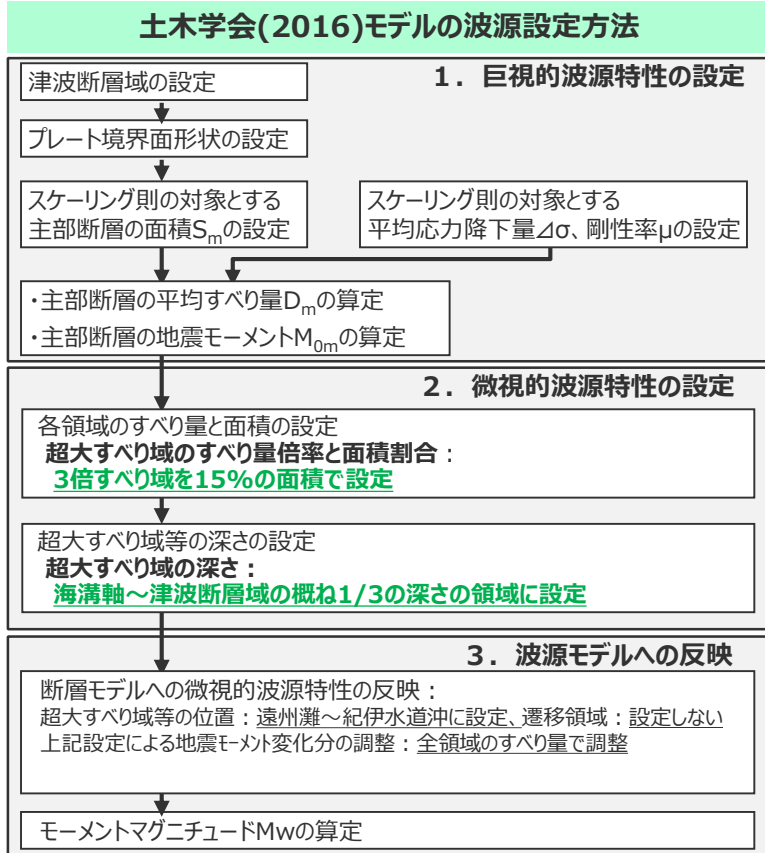 土木学会(2016)モデルの波源設定方法
1．巨視的波源特性の設定
津波断層域の設定
プレート境界面形状の設定
スケーリング則の対象とする
主部断層の面積Smの設定
スケーリング則の対象とする
平均応力降下量⊿σ、剛性率μの設定
・主部断層の平均すべり量Dmの算定
・主部断層の地震モーメントM0mの算定
2．微視的波源特性の設定
各領域のすべり量と面積の設定
超大すべり域のすべり量倍率と面積割合：
3倍すべり域を15%の面積で設定
超大すべり域等の深さの設定
超大すべり域の深さ：
海溝軸～津波断層域の概ね1/3の深さの領域に設定
3．波源モデルへの反映
断層モデルへの微視的波源特性の反映：
超大すべり域等の位置：遠州灘～紀伊水道沖に設定、遷移領域：設定しない
上記設定による地震ﾓｰﾒﾝﾄ変化分の調整：全領域のすべり量で調整
モーメントマグニチュードMwの算定